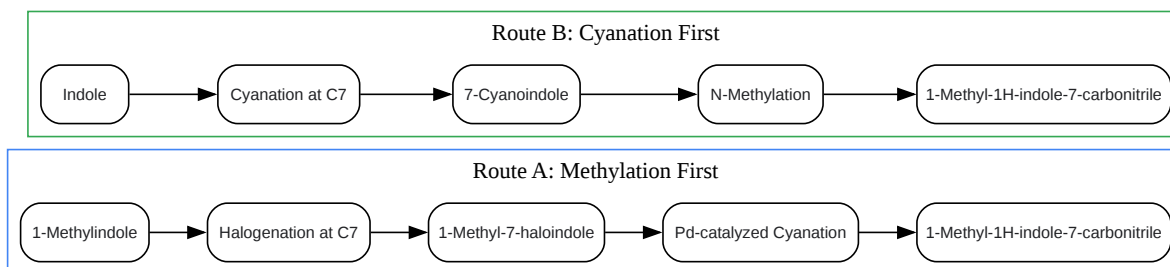 Route B: Cyanation First
Indole
Cyanation at C7
7-Cyanoindole
N-Methylation
1-Methyl-1H-indole-7-carbonitrile
Route A: Methylation First
1-Methylindole
Halogenation at C7
1-Methyl-7-haloindole
Pd-catalyzed Cyanation
1-Methyl-1H-indole-7-carbonitrile